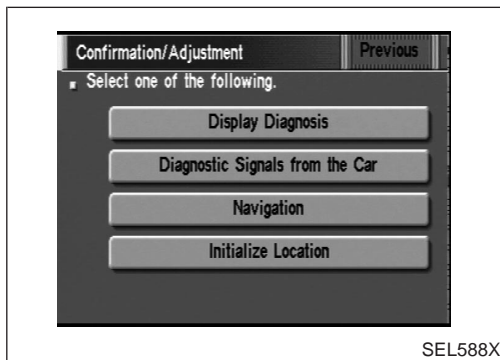 Confirmation/Adjustment Previous
Select one of the following.
Display Diagnosis
Diagnostic Signals from the Car
Navigation
Initialize Location
SEL588X